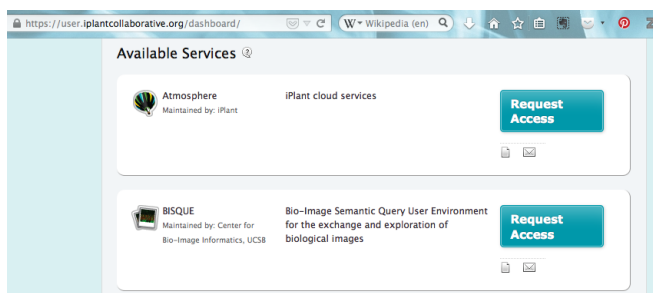 https://user.iplantcollaborative.org/dashboard/ W Wikipedia (en)
Available Services ?
Atmosphere
Maintained by: iPlant
iPlant cloud services
Request
Access
BISQUE
Maintained by: Center for
Bio-Image Informatics, UCSB
Bio-Image Semantic Query User Environment
for the exchange and exploration of
biological images
Request
Access